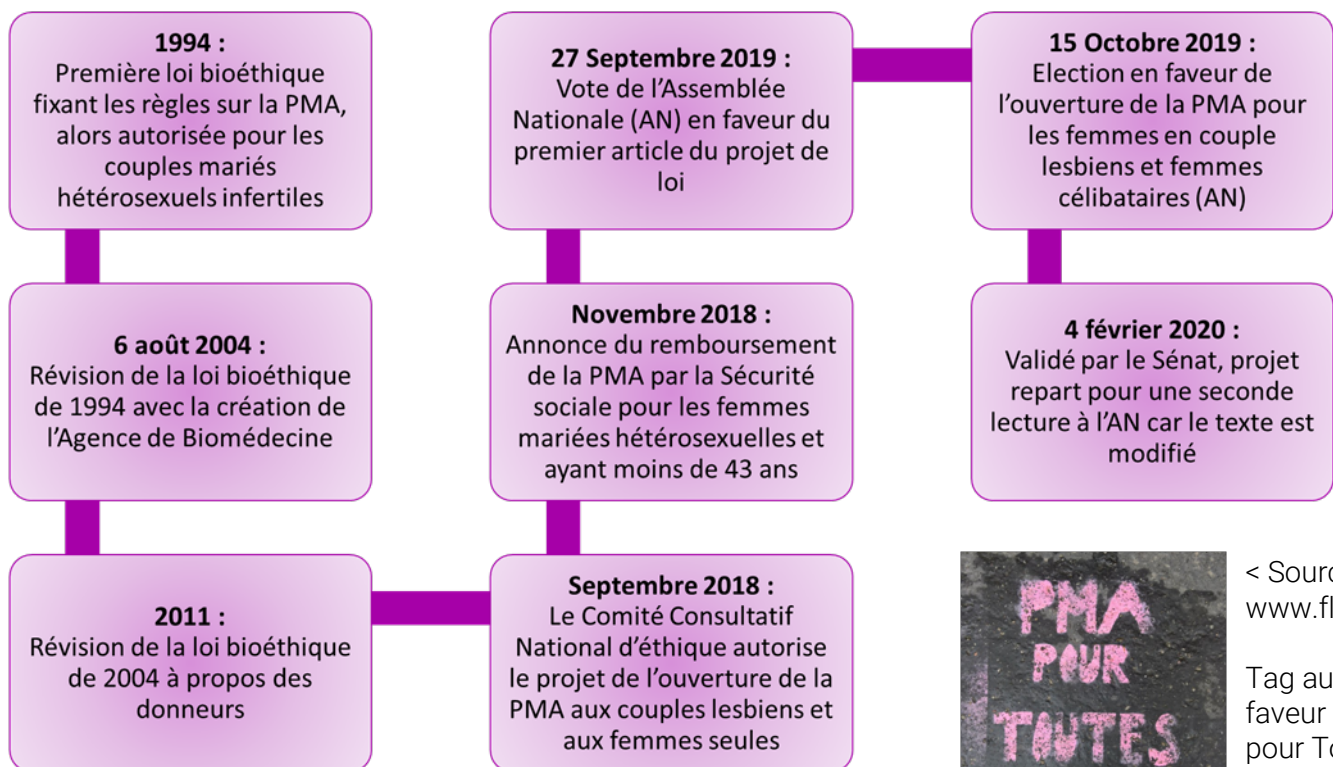 1994 :
Première loi bioéthique
fixant les règles sur la PMA,
alors autorisée pour les
couples mariés
hétérosexuels infertiles
6 août 2004 :
Révision de la loi bioéthique
de 1994 avec la création de
l'Agence de Biomédecine
2011 :
Révision de la loi bioéthique
de 2004 à propos des
donneurs
Septembre 2018 :
Le Comité Consultatif
National d'éthique autorise
le projet de l'ouverture de la
PMA aux couples lesbiens et
aux femmes seules
Novembre 2018 :
Annonce du remboursement
de la PMA par la Sécurité
sociale pour les femmes
mariées hétérosexuelles et
ayant moins de 43 ans
27 Septembre 2019 :
Vote de l'Assemblée
Nationale (AN) en faveur du
premier article du projet de
loi
15 Octobre 2019 :
Election en faveur de
l'ouverture de la PMA pour
les femmes en couple
lesbiens et femmes
célibataires (AN)
4 février 2020 :
Validé par le Sénat, projet
repart pour une seconde
lecture à l'AN car le texte est
modifié
PMA
POUR
TOUTES
< Sourc
www.fl
Tag au
faveur
pour To